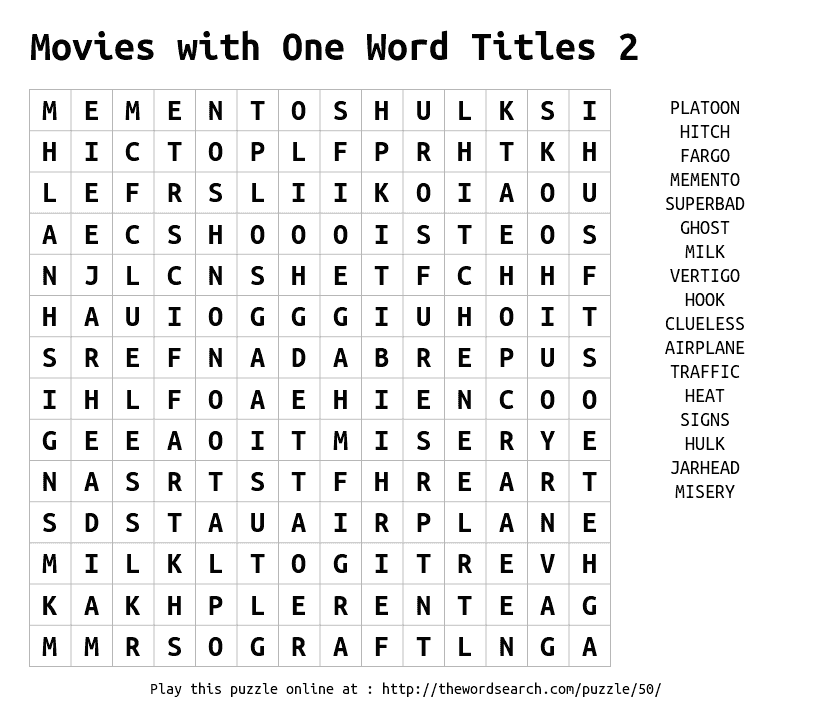 Movies with One Word Titles 2
M E M E N T O S H U L K S I
H I C T O P L F P R H T K H
L E F R S L I I K O I A O U
A E C S H O O O I S T E O S
N J L C N S H E T F C H H F
H A U I O G G G I U H O I T
S R E F N A D A B R E P U S
I H L F O A E H I E N C O O
G E E A O I T M I S E R Y E
N A S R T S T F H R E A R T
S D S T A U A I R P L A N E
M I L K L T O G I T R E V H
K A K H P L E R E N T E A G
M M R S O G R A F T L N G A
PLATOON
HITCH
FARGO
MEMENTO
SUPERBAD
GHOST
MILK
VERTIGO
HOOK
CLUELESS
AIRPLANE
TRAFFIC
HEAT
SIGNS
HULK
JARHEAD
MISERY
Play this puzzle online at : http://thewordsearch.com/puzzle/50/